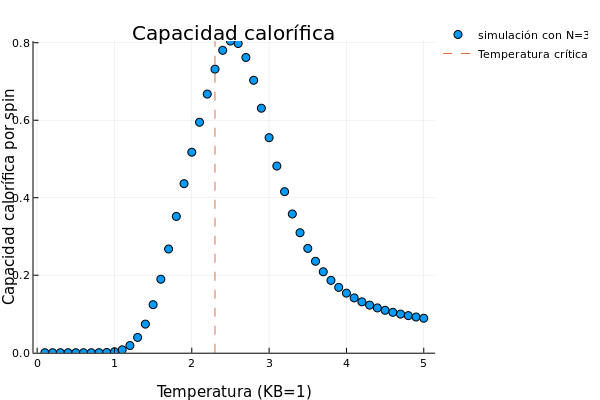 Capacidad calorífica
simulación con N=3
Temperatura crítica
Capacidad calorífica por spin
0.8
0.6
0.4
0.2
0.0
0
1
2
3
4
5
Temperatura (KB=1)